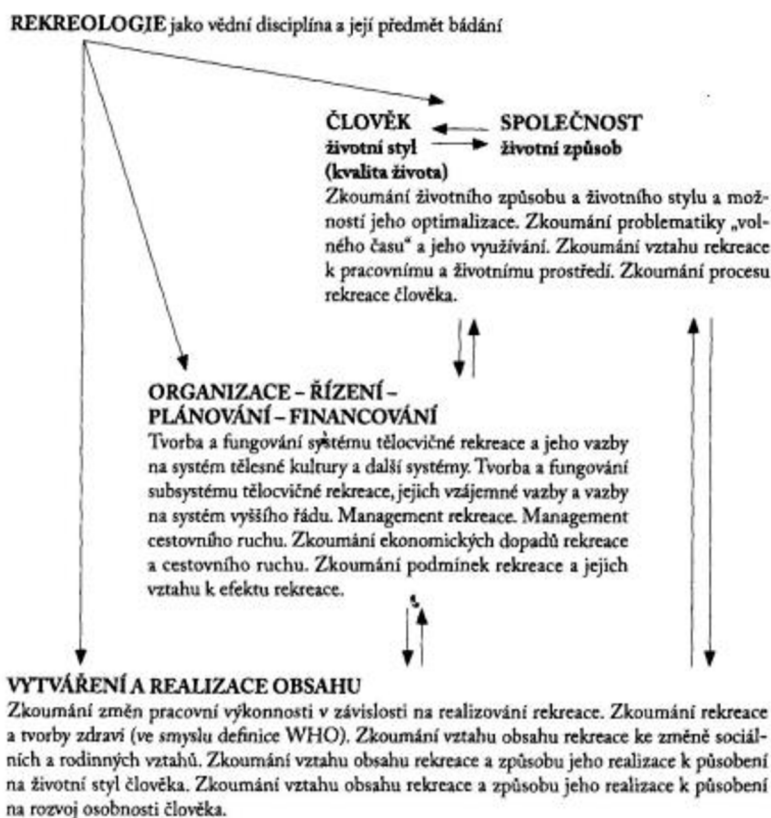 REKREOLOGIE jako vědní disciplína a její předmět bádání
ČLOVĚK SPOLEČNOST
životní styl životní způsob
(kvalita života)
Zkoumání životního způsobu a životního stylu a mož-
ností jeho optimalizace. Zkoumání problematiky „vol-
ného času“ a jeho využívání. Zkoumání vztahu rekreace
k pracovnímu a životnímu prostředí. Zkoumání procesu
rekreace člověka.
ORGANIZACE – ŘÍZENÍ –
PLÁNOVÁNÍ – FINANCOVÁNÍ
Tvorba a fungování systému tělocvičné rekreace a jeho vazby
na systém tělesné kultury a další systémy. Tvorba a fungování
subsystému tělocvičné rekreace, jejich vzájemné vazby a vazby
na systém vyššího řádu. Management rekreace. Management
cestovního ruchu. Zkoumání ekonomických dopadů rekreace
a cestovního ruchu. Zkoumání podmínek rekreace a jejich
vztahu k efektu rekreace.
VYTVÁŘENÍ A REALIZACE OBSAHU
Zkoumání změn pracovní výkonnosti v závislosti na realizování rekreace. Zkoumání rekreace
a tvorby zdraví (ve smyslu definice WHO). Zkoumání vztahu obsahu rekreace ke změně sociál-
ních a rodinných vztahů. Zkoumání vztahu obsahu rekreace a způsobu jeho realizace k působení
na životní styl člověka. Zkoumání vztahu obsahu rekreace a způsobu jeho realizace k působení
na rozvoj osobnosti člověka.